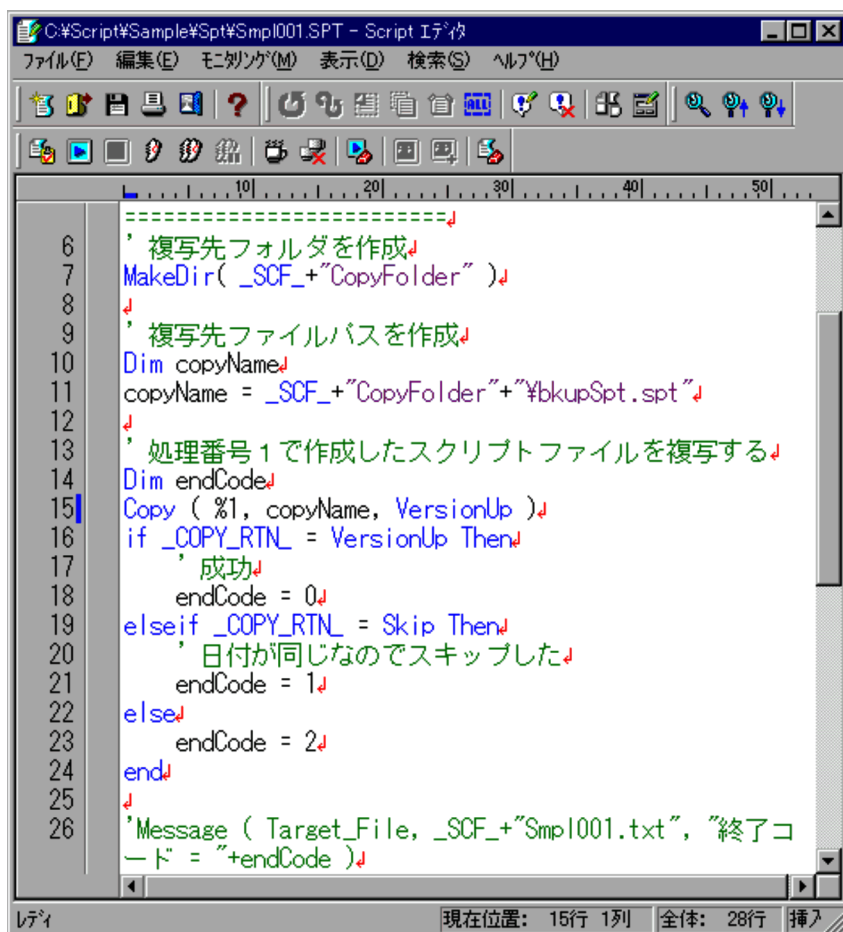 C:¥Script¥Sample¥Spt¥Smpl001.SPT - Script ｴﾃﾞｨﾀ
ﾌｧｲﾙ(F) 編集(E) ﾓﾆﾀﾘﾝｸﾞ(M) 表示(D) 検索(S) ﾍﾙﾌﾟ(H)
ALL
10 20 30 40 50
=========================
6 ' 複写先フォルダを作成
7 MakeDir( _SCF_+"CopyFolder" )
8
9 ' 複写先ファイルパスを作成
10 Dim copyName
11 copyName = _SCF_+"CopyFolder"+"¥bkupSpt.spt"
12
13 ' 処理番号１で作成したスクリプトファイルを複写する
14 Dim endCode
15 Copy ( %1, copyName, VersionUp )
16 if _COPY_RTN_ = VersionUp Then
17 ' 成功
18 endCode = 0
19 elseif _COPY_RTN_ = Skip Then
20 ' 日付が同じなのでスキップした
21 endCode = 1
22 else
23 endCode = 2
24 end
25
26 'Message ( Target_File, _SCF_+"Smpl001.txt", "終了コ
ード = "+endCode )
ﾚﾃﾞｨ 現在位置: 15行 1列 全体: 28行 挿入